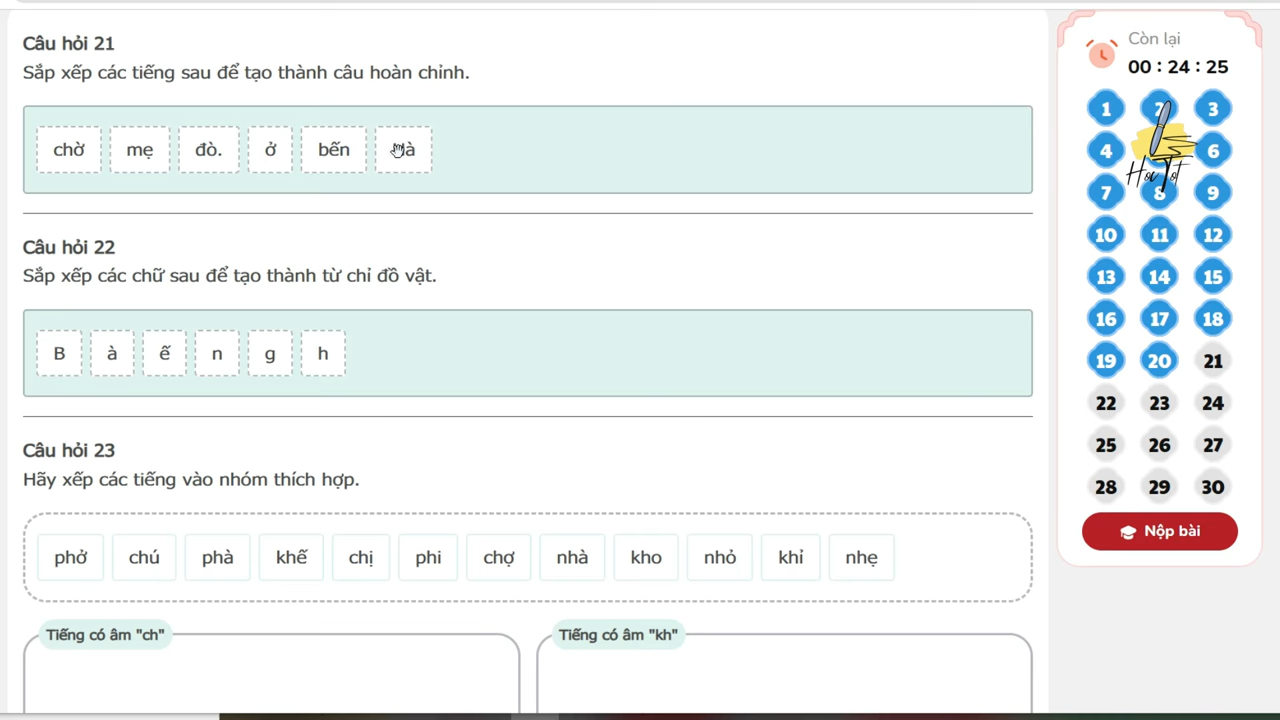 Câu hỏi 21
Sắp xếp các tiếng sau để tạo thành câu hoàn chỉnh.
chờ mẹ đò. ở bến
Câu hỏi 22
Sắp xếp các chữ sau để tạo thành từ chỉ đồ vật.
B à ế n g h
Câu hỏi 23
Hãy xếp các tiếng vào nhóm thích hợp.
phở chú phà khế chị phi chợ nhà kho nhỏ khỉ nhẹ
Tiếng có âm "ch" Tiếng có âm "kh"
Còn lại
00 : 24 : 25
1 2 3
4 6
Học Tốt
7 8 9
10 11 12
13 14 15
16 17 18
19 20 21
22 23 24
25 26 27
28 29 30
Nộp bài